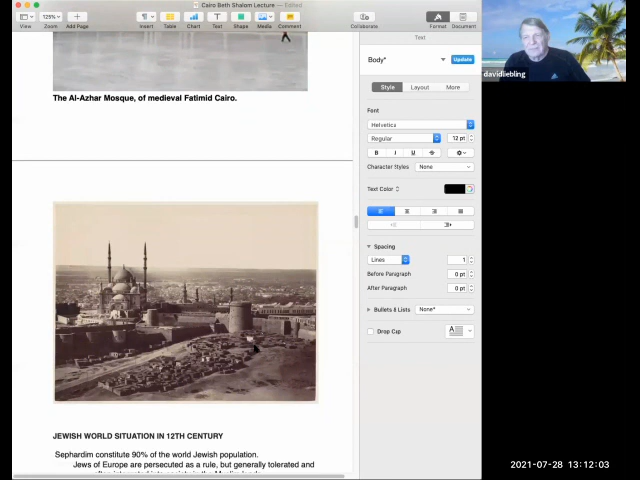 Cairo Beth Shalom Lecture — Edited
125%
View Zoom Add Page Insert Table Chart Text Shape Media Comment Collaborate Format Document
Text
Body* Update
Style Layout More
Font
Helvetica
Regular 12 pt
B I U S
Character Styles None
Text Color
Spacing
Lines 1
Before Paragraph 0 pt
After Paragraph 0 pt
Bullets & Lists None*
Drop Cap
The Al-Azhar Mosque, of medieval Fatimid Cairo.
JEWISH WORLD SITUATION IN 12TH CENTURY
Sephardim constitute 90% of the world Jewish population.
Jews of Europe are persecuted as a rule, but generally tolerated and
davidliebling
2021-07-28 13:12:03